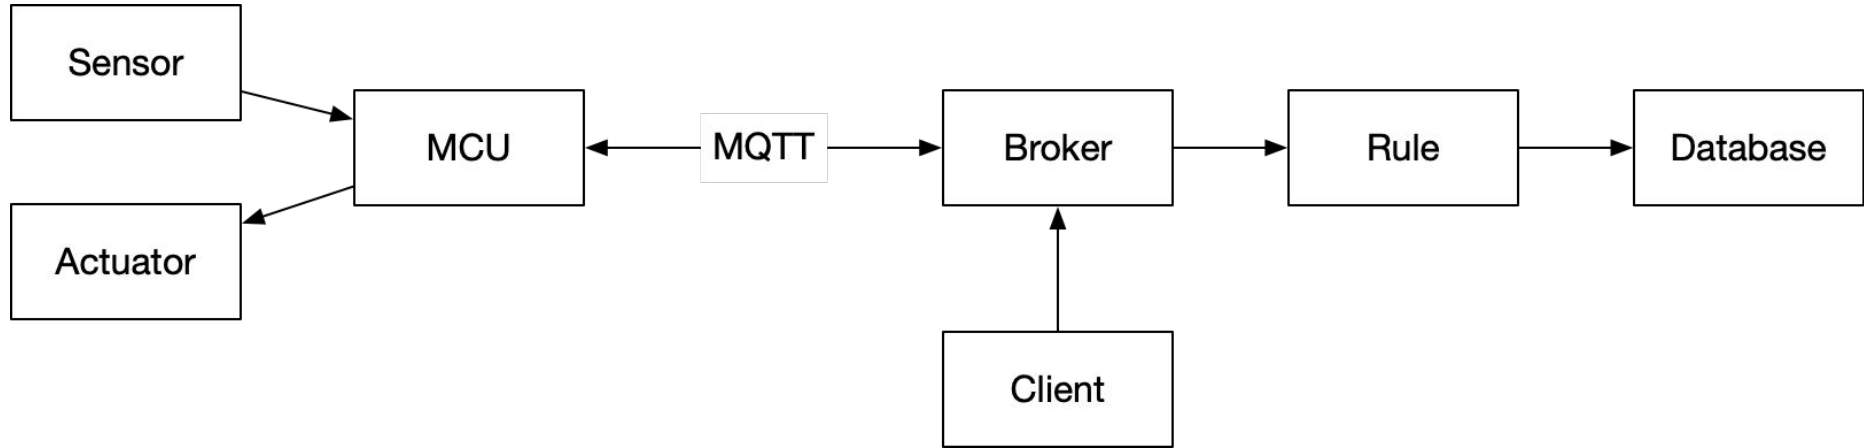 Sensor
MCU
MQTT
Broker
Rule
Database
Actuator
Client